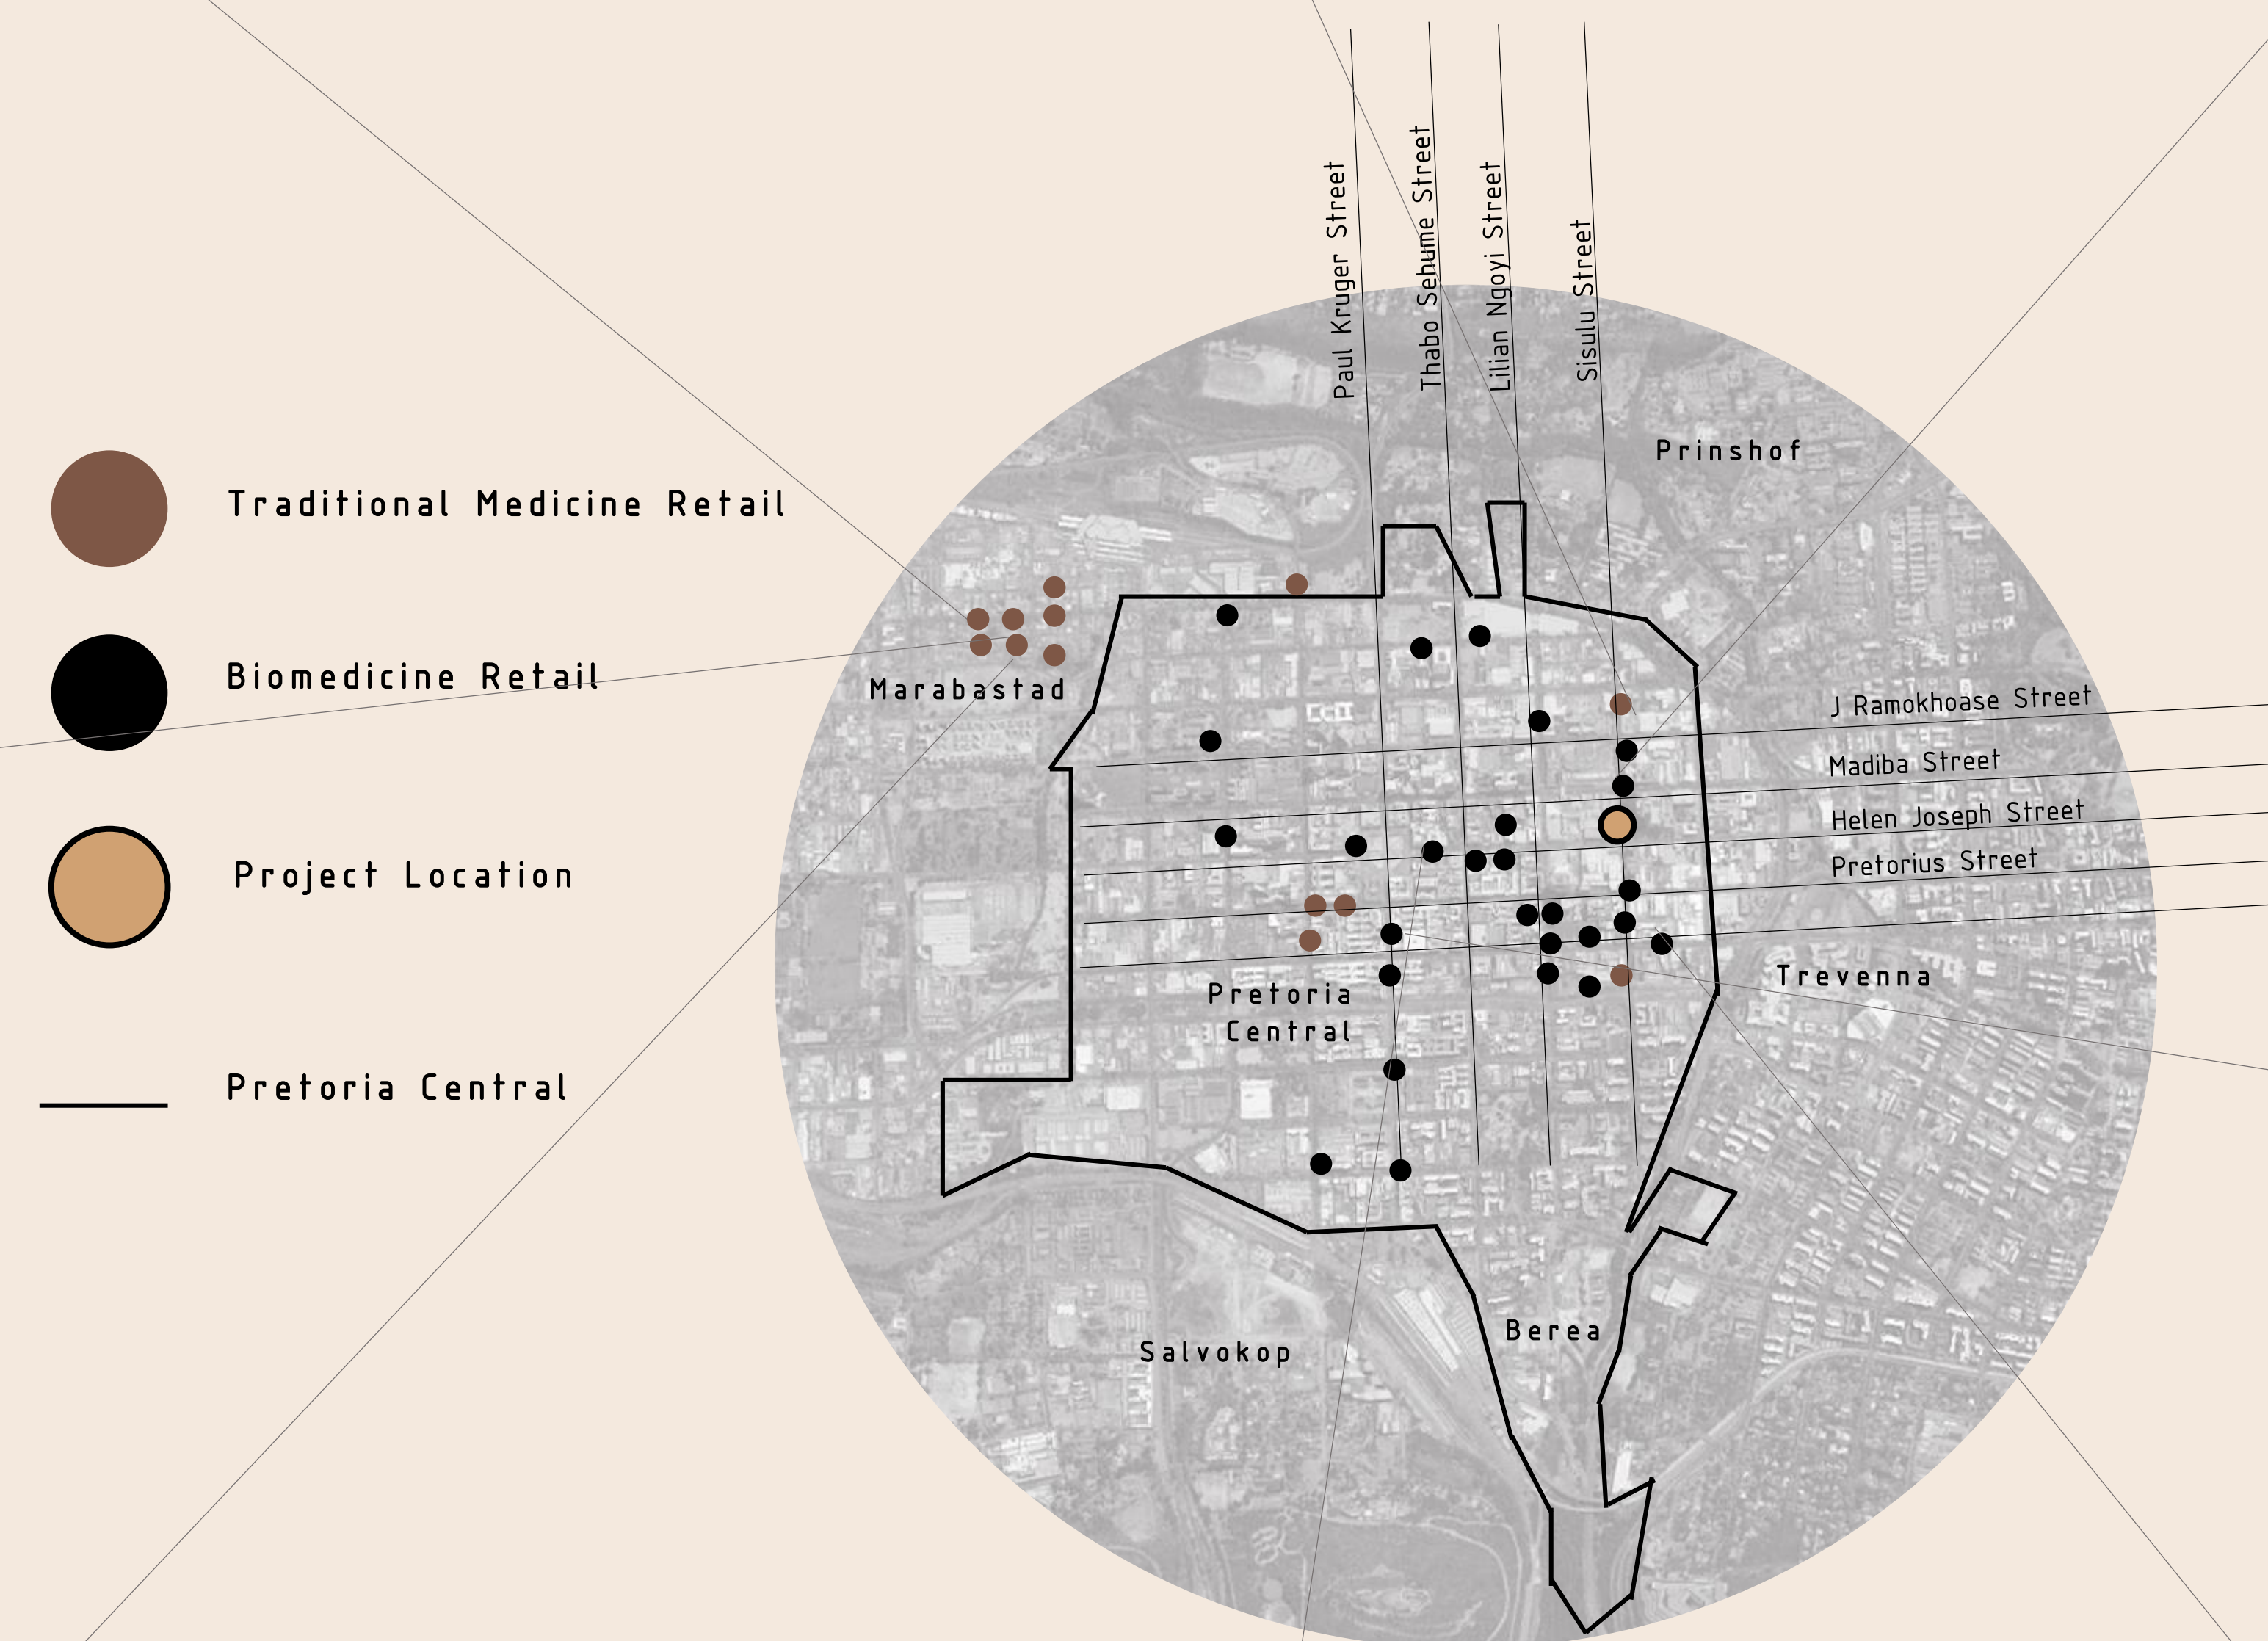 Paul Kruger Street
Thabo Sehume Street
Lilian Ngoyi Street
Sisulu Street
Prinshof
Traditional Medicine Retail
Biomedicine Retail
Marabastad
J Ramokhoase Street
Madiba Street
Helen Joseph Street
Pretorius Street
Project Location
Trevenna
Pretoria
Central
Pretoria Central
Berea
Salvokop